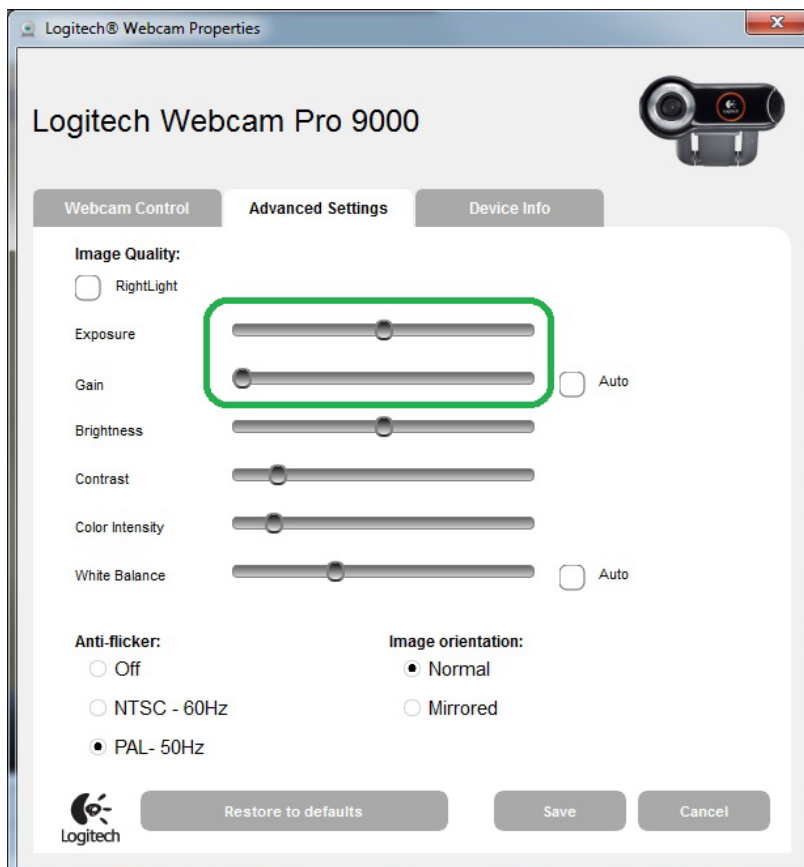 Logitech® Webcam Properties
Logitech Webcam Pro 9000
Webcam Control Advanced Settings Device Info
Image Quality:
RightLight
Exposure
Gain Auto
Brightness
Contrast
Color Intensity
White Balance Auto
Anti-flicker: Image orientation:
Off Normal
NTSC - 60Hz Mirrored
PAL- 50Hz
Logitech
Restore to defaults Save Cancel